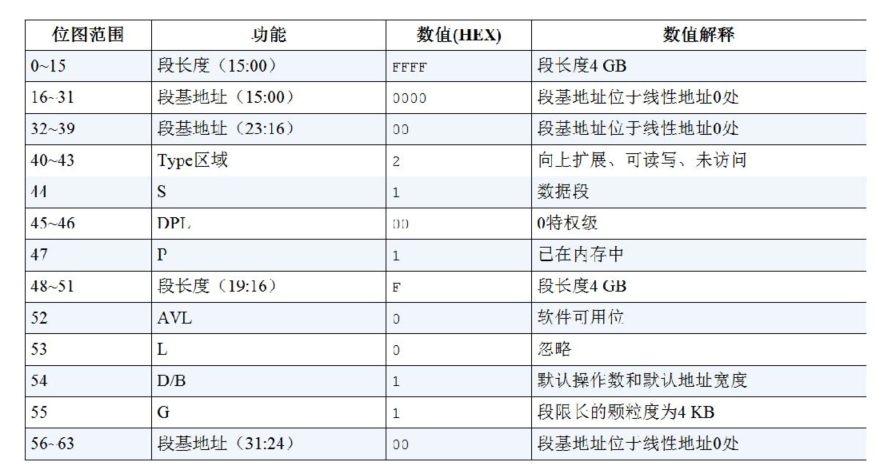 位图范围 功能 数值(HEX) 数值解释
0~15 段长度（15:00） FFFF 段长度4 GB
16~31 段基地址（15:00） 0000 段基地址位于线性地址0处
32~39 段基地址（23:16） 00 段基地址位于线性地址0处
40~43 Type区域 2 向上扩展、可读写、未访问
44 S 1 数据段
45~46 DPL 00 0特权级
47 P 1 已在内存中
48~51 段长度（19:16） F 段长度4 GB
52 AVL 0 软件可用位
53 L 0 忽略
54 D/B 1 默认操作数和默认地址宽度
55 G 1 段限长的颗粒度为4 KB
56~63 段基地址（31:24） 00 段基地址位于线性地址0处